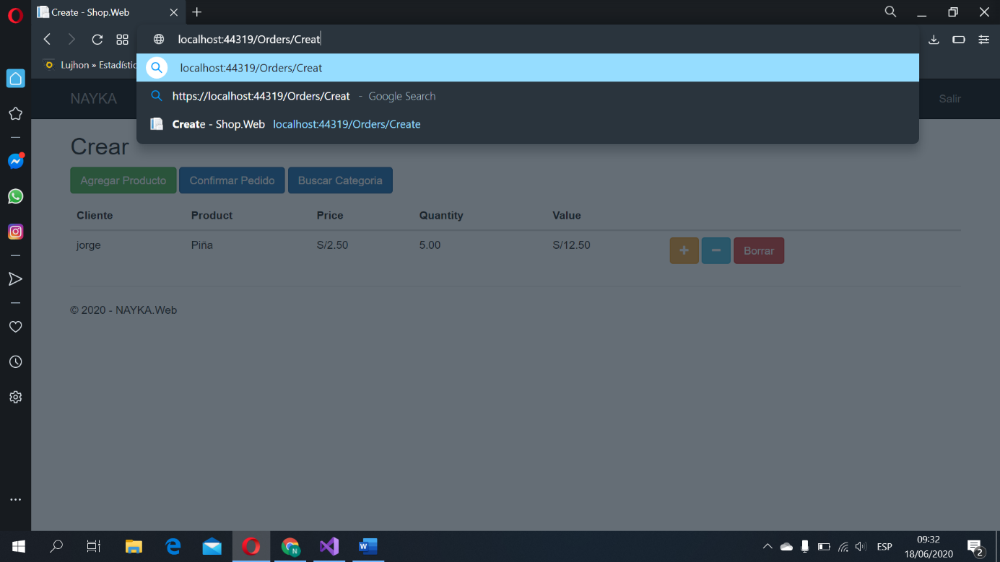 Create - Shop.Web
localhost:44319/Orders/Creat
Lujhon » Estadístic
localhost:44319/Orders/Creat
https://localhost:44319/Orders/Creat - Google Search
Create - Shop.Web localhost:44319/Orders/Create
NAYKA
Salir
Crear
Agregar Producto Confirmar Pedido Buscar Categoria
Cliente Product Price Quantity Value
jorge Piña S/2.50 5.00 S/12.50 + − Borrar
© 2020 - NAYKA.Web
ESP
09:32
18/06/2020
2